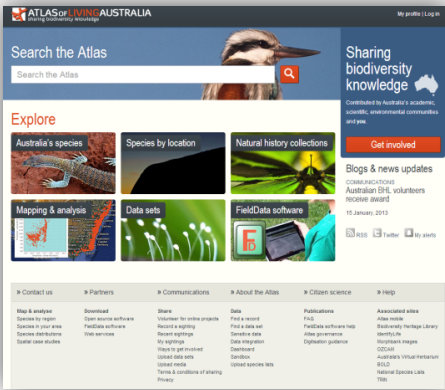 ATLAS OF LIVING AUSTRALIA
sharing biodiversity knowledge
My profile | Log in
Search the Atlas
Search the Atlas
Sharing
biodiversity
knowledge
Contributed by Australia's academic,
scientific, environmental communities
and you.
Get involved
Explore
Australia's species
Species by location
Natural history collections
Mapping & analysis
Data sets
FieldData software
Blogs & news updates
COMMUNICATIONS
Australian BHL volunteers
receive award
15 January, 2013
RSS
Twitter
My alerts
» Contact us
» Partners
» Communications
» About the Atlas
» Citizen science
» Help
Map & analyse
Species by region
Species in your area
Species distributions
Spatial case studies
Download
Open source software
FieldData software
Web services
Share
Volunteer for online projects
Record a sighting
Recent sightings
My sightings
Ways to get involved
Upload data sets
Upload media
Terms & conditions of sharing
Privacy
Data
Find a record
Find a data set
Sensitive data
Data integration
Dashboard
Sandbox
Upload species lists
Publications
FAQ
FieldData software help
Atlas governance
Digitisation guidance
Associated sites
Atlas mobile
Biodiversity Heritage Library
IdentifyLife
Morphbank images
OZCAM
Australia's Virtual Herbarium
BOLD
National Species Lists
TRIN